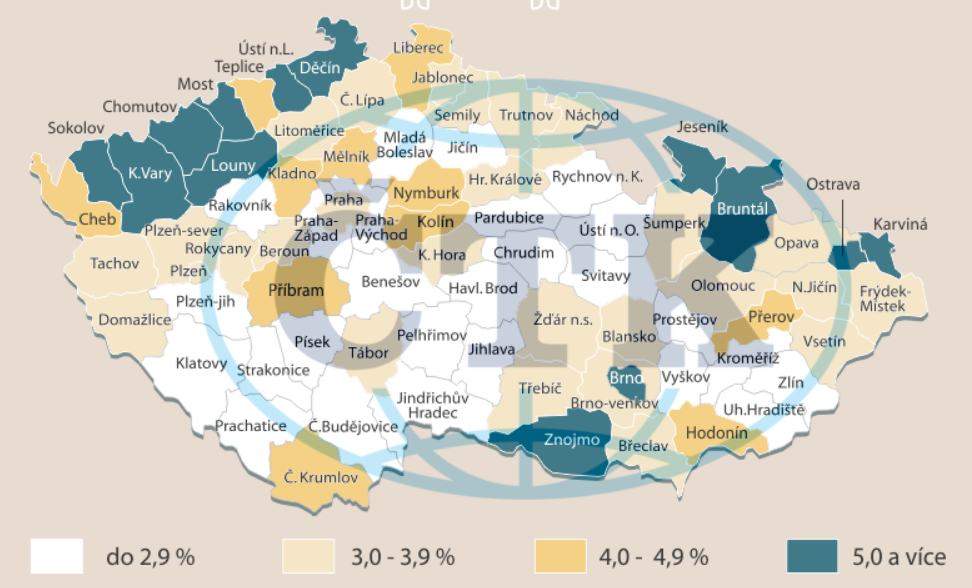 Ústí n.L.
Liberec
Teplice
Děčín
Jablonec
Most
Č.Lípa
Chomutov
Semily
Trutnov
Náchod
Sokolov
Litoměřice
Mladá
Boleslav
Jičín
Jeseník
Mělník
Louny
K.Vary
Kladno
Hr. Králové
Rychnov n. K.
Nymburk
Ostrava
Praha
Rakovník
Bruntál
Cheb
Praha-
Západ
Praha-
Východ
Kolín
Pardubice
Ústí n. O.
Šumperk
Karviná
Plzeň-sever
Rokycany
Beroun
K. Hora
Chrudim
Opava
Tachov
Plzeň
Příbram
Benešov
Havl. Brod
Svitavy
Olomouc
N.Jičín
Frýdek-
Místek
Plzeň-jih
Domažlice
Žďár n.s.
Prostějov
Přerov
Pelhřimov
Blansko
Písek
Tábor
Jihlava
Kroměříž
Vsetín
Klatovy
Strakonice
Brno
Vyškov
Zlín
Třebíč
Jindřichův
Hradec
Brno-venkov
Uh.Hradiště
Prachatice
Č.Budějovice
Znojmo
Břeclav
Hodonín
Č. Krumlov
ČTK
do 2,9 %
3,0 - 3,9 %
4,0 - 4,9 %
5,0 a více